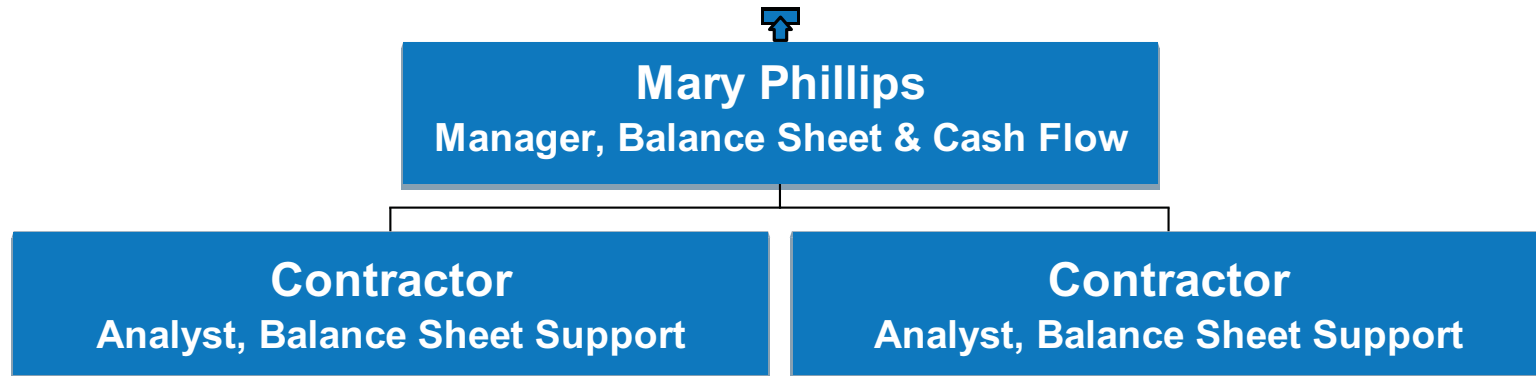 Mary Phillips
Manager, Balance Sheet & Cash Flow
Contractor
Analyst, Balance Sheet Support
Contractor
Analyst, Balance Sheet Support